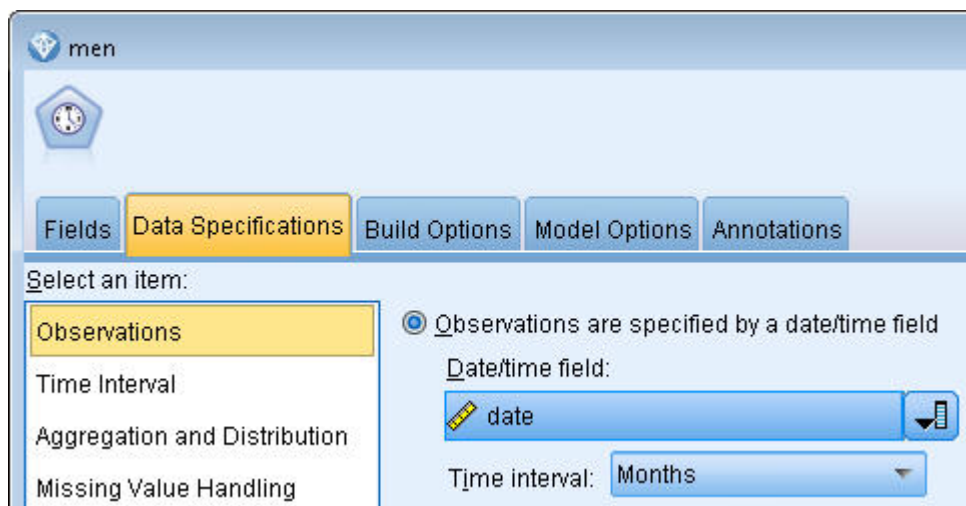 men
Fields Data Specifications Build Options Model Options Annotations
Select an item:
Observations
Time Interval
Aggregation and Distribution
Missing Value Handling
Observations are specified by a date/time field
Date/time field:
date
Time interval: Months